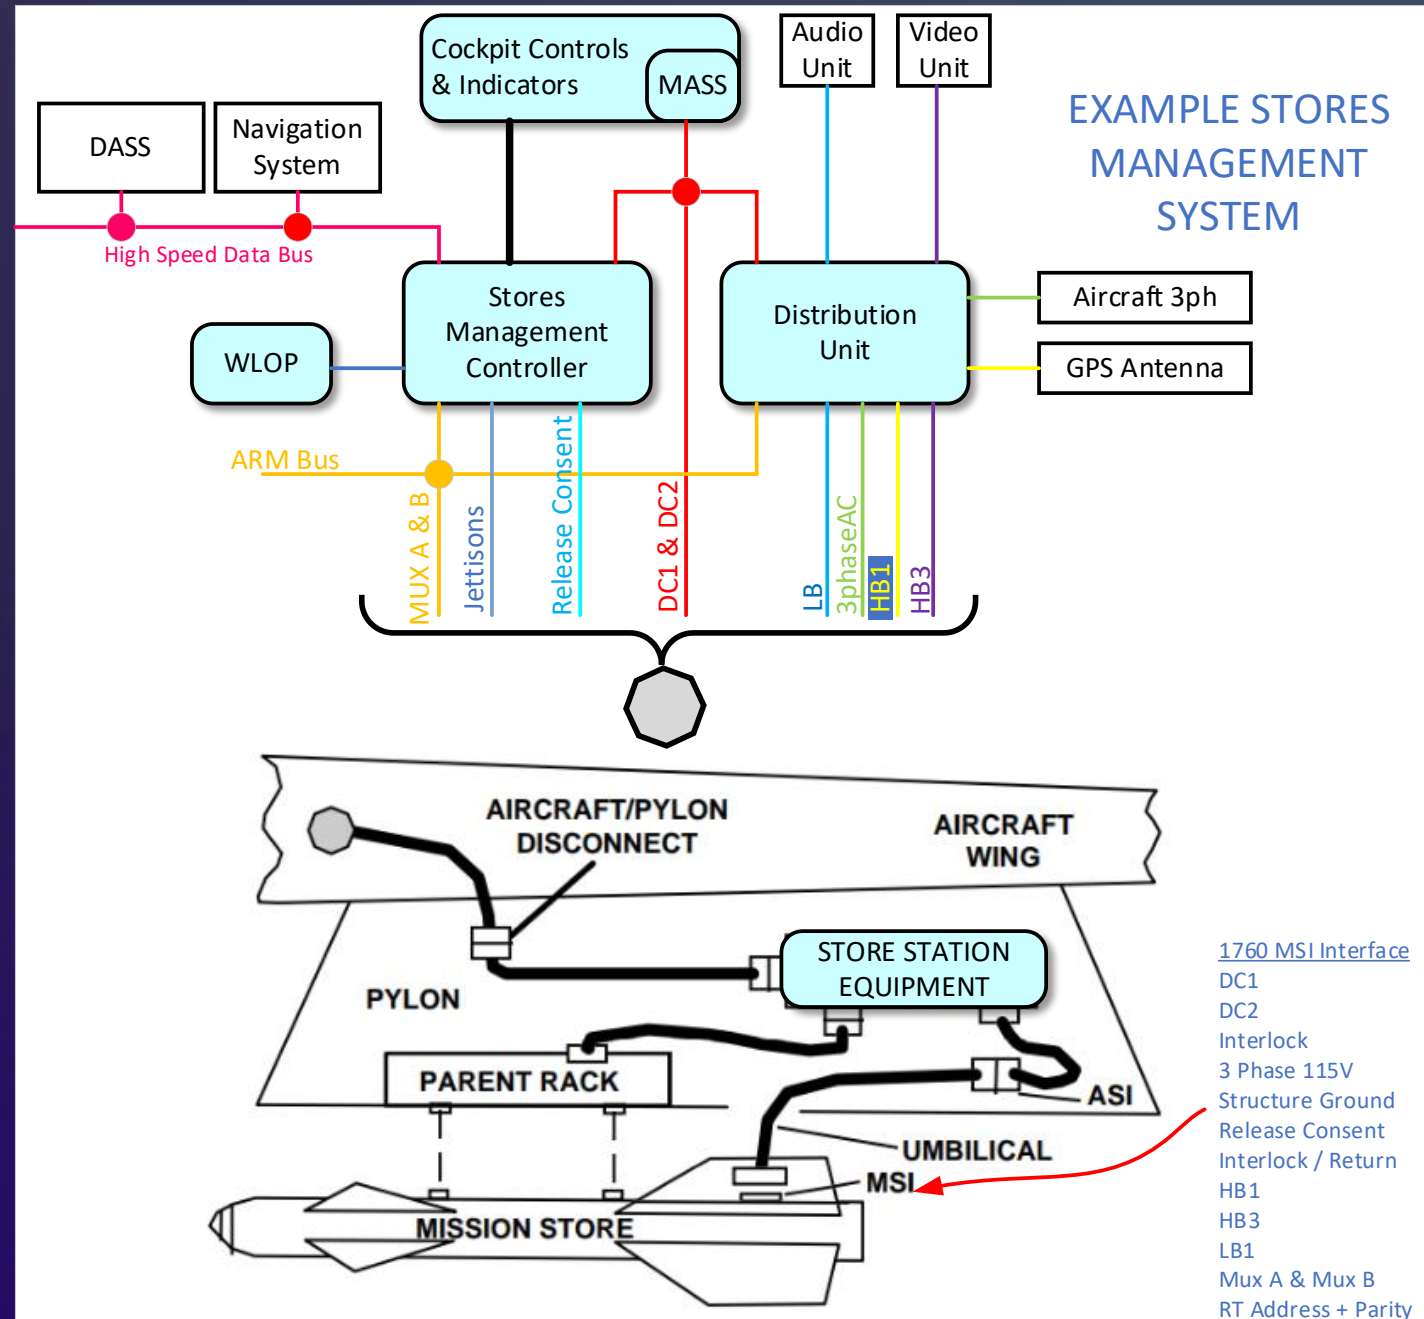 Cockpit Controls
& Indicators
MASS
Audio
Unit
Video
Unit
EXAMPLE STORES
MANAGEMENT
SYSTEM
DASS
Navigation
System
High Speed Data Bus
Stores
Management
Controller
Distribution
Unit
Aircraft 3ph
GPS Antenna
WLOP
ARM Bus
MUX A & B
Jettisons
Release Consent
DC1 & DC2
LB
3phaseAC
HB1
HB3
AIRCRAFT/PYLON
DISCONNECT
AIRCRAFT
WING
STORE STATION
EQUIPMENT
PYLON
PARENT RACK
ASI
UMBILICAL
MSI
MISSION STORE
1760 MSI Interface
DC1
DC2
Interlock
3 Phase 115V
Structure Ground
Release Consent
Interlock / Return
HB1
HB3
LB1
Mux A & Mux B
RT Address + Parity